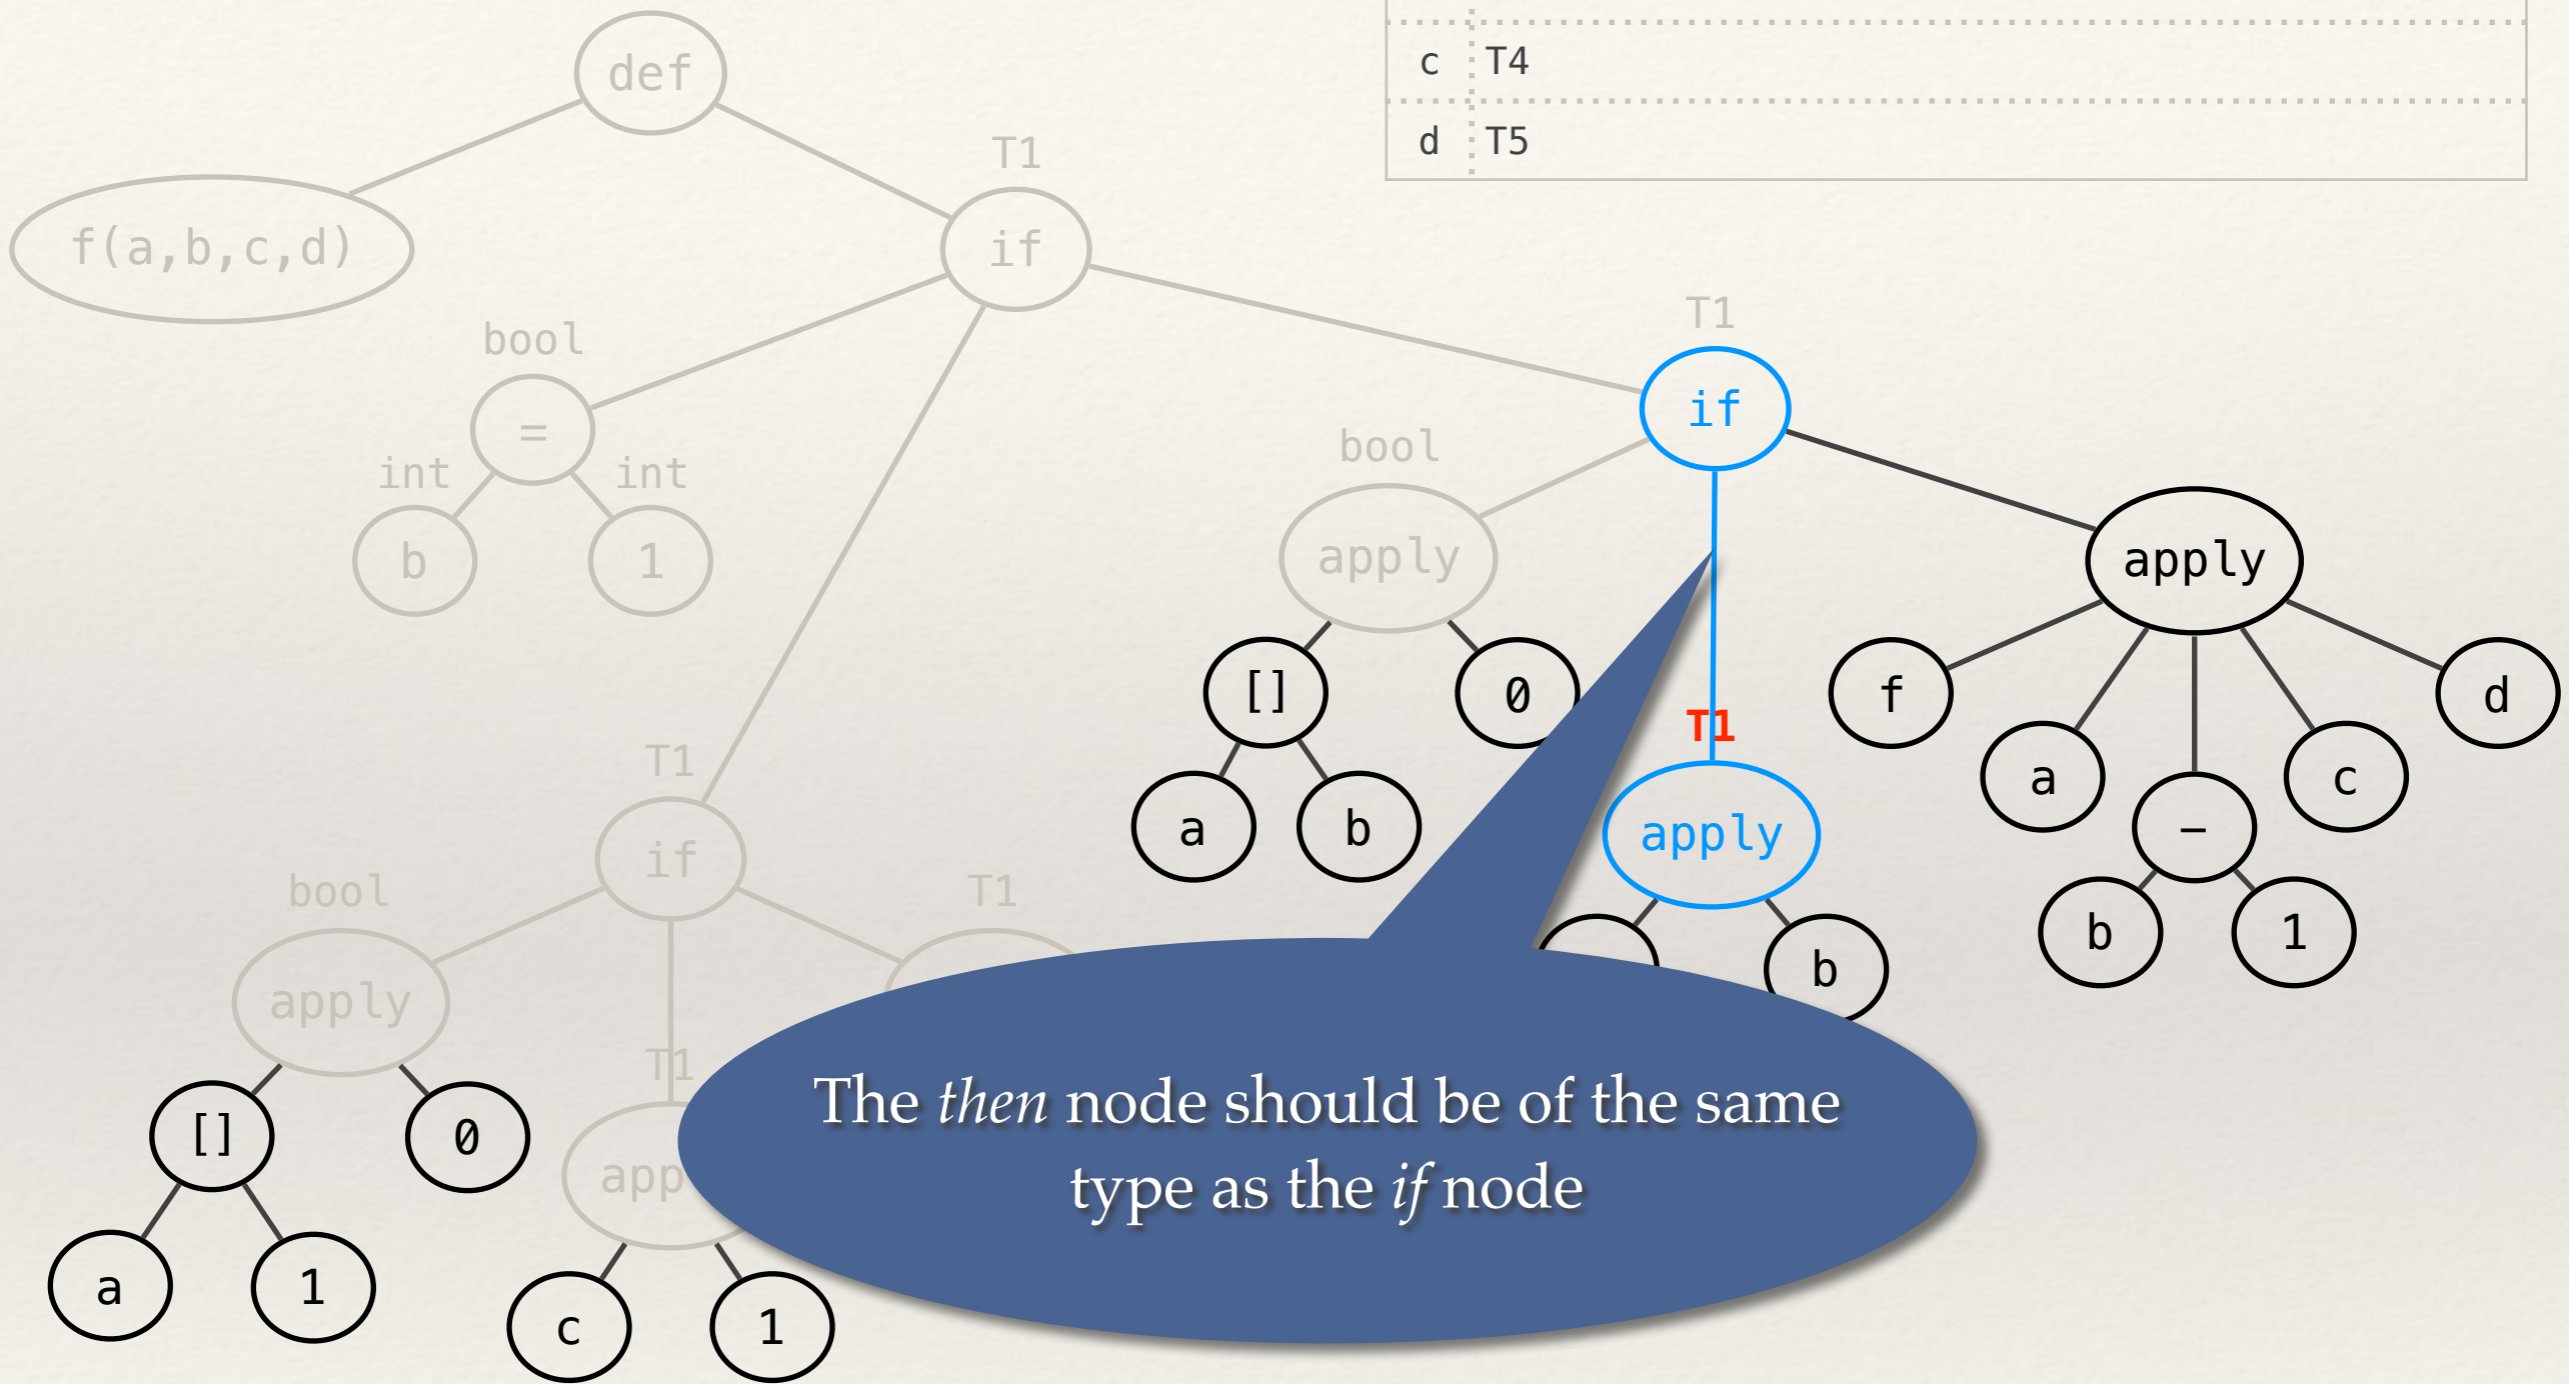 def
c T4
d T5
T1
f(a,b,c,d)
if
T1
bool
if
=
bool
int int
b 1
apply
apply
[] 0
f
d
T1
T1
a
c
a b
apply
−
if
bool
T1
b 1
b
apply
T1
The then node should be of the same
type as the if node
[] 0
a 1
c 1